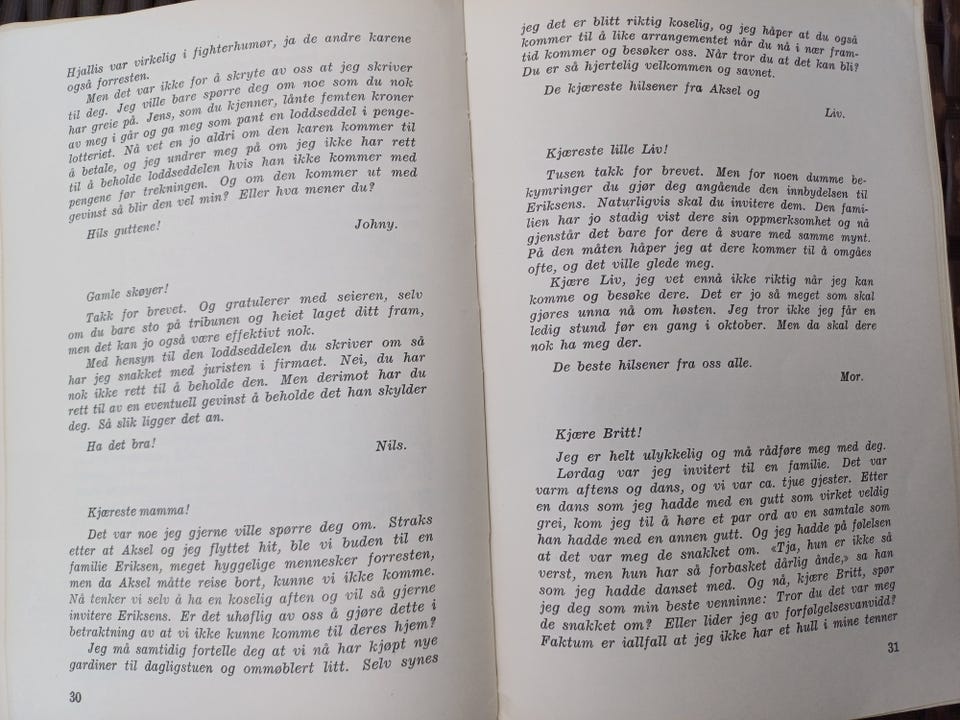 Hjallis var virkelig i fighterhumør, ja de andre karene
også forresten.
Men det var ikke for å skryte av oss at jeg skriver
til deg. Jeg ville bare spørre deg om noe som du nok
har greie på. Jens, som du kjenner, lånte femten kroner
av meg i går og ga meg som pant en loddseddel i penge-
lotteriet. Nå vet en jo aldri om den karen kommer til
å betale, og jeg undrer meg på om jeg ikke har rett
til å beholde loddseddelen hvis han ikke kommer med
pengene før trekningen. Og om den kommer ut med
gevinst så blir den vel min? Eller hva mener du?
Hils guttene! Johny.
Gamle skøyer!
Takk for brevet. Og gratulerer med seieren, selv
om du bare sto på tribunen og heiet laget ditt fram,
men det kan jo også være effektivt nok.
Med hensyn til den loddseddelen du skriver om så
har jeg snakket med juristen i firmaet. Nei, du har
nok ikke rett til å beholde den. Men derimot har du
rett til av en eventuell gevinst å beholde det han skylder
deg. Så slik ligger det an.
Ha det bra! Nils.
Kjæreste mamma!
Det var noe jeg gjerne ville spørre deg om. Straks
etter at Aksel og jeg flyttet hit, ble vi buden til en
familie Eriksen, meget hyggelige mennesker forresten,
men da Aksel måtte reise bort, kunne vi ikke komme.
Nå tenker vi selv å ha en koselig aften og vil så gjerne
invitere Eriksens. Er det uhøflig av oss å gjøre dette i
betraktning av at vi ikke kunne komme til deres hjem?
Jeg må samtidig fortelle deg at vi nå har kjøpt nye
gardiner til dagligstuen og ommøblert litt. Selv synes
30
jeg det er blitt riktig koselig, og jeg håper at du også
kommer til å like arrangementet når du nå i nær fram-
tid kommer og besøker oss. Når tror du at det kan bli?
Du er så hjertelig velkommen og savnet.
De kjæreste hilsener fra Aksel og
Liv.
Kjæreste lille Liv!
Tusen takk for brevet. Men for noen dumme be-
kymringer du gjør deg angående den innbydelsen til
Eriksens. Naturligvis skal du invitere dem. Den fami-
lien har jo stadig vist dere sin oppmerksomhet og nå
gjenstår det bare for dere å svare med samme mynt.
På den måten håper jeg at dere kommer til å omgåes
ofte, og det ville glede meg.
Kjære Liv, jeg vet ennå ikke riktig når jeg kan
komme og besøke dere. Det er jo så meget som skal
gjøres unna nå om høsten. Jeg tror ikke jeg får en
ledig stund før en gang i oktober. Men da skal dere
nok ha meg der.
De beste hilsener fra oss alle.
Mor.
Kjære Britt!
Jeg er helt ulykkelig og må rådføre meg med deg.
Lørdag var jeg invitert til en familie. Det var
varm aftens og dans, og vi var ca. tjue gjester. Etter
en dans som jeg hadde med en gutt som virket veldig
grei, kom jeg til å høre et par ord av en samtale som
han hadde med en annen gutt. Og jeg hadde på følelsen
at det var meg de snakket om. «Tja, hun er ikke så
verst, men hun har så forbasket dårlig ånde,» sa han
som jeg hadde danset med. Og nå, kjære Britt, spør
jeg deg som min beste venninne: Tror du det var meg
de snakket om? Eller lider jeg av forfølgelsesvanvidd?
Faktum er iallfall at jeg ikke har et hull i mine tenner
31